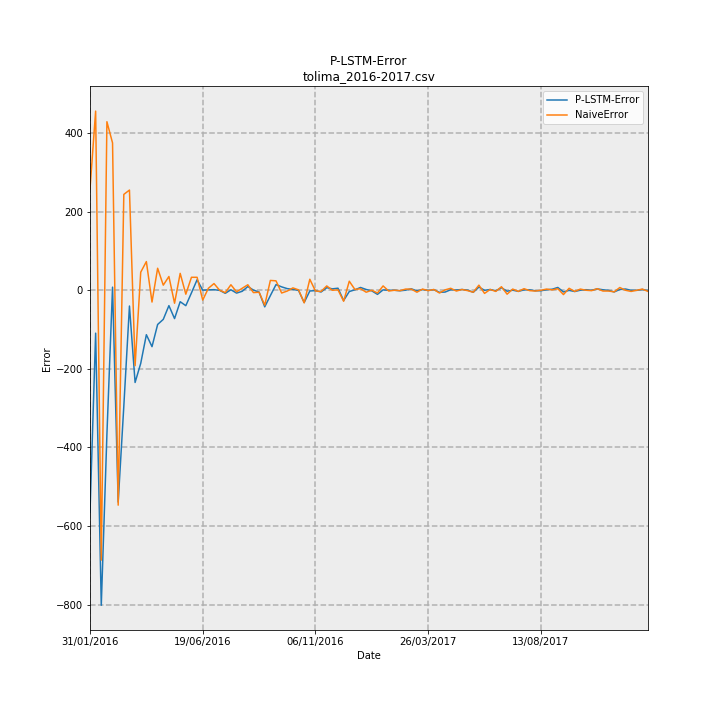 P-LSTM-Error
tolima_2016-2017.csv
P-LSTM-Error
NaiveError
400
200
0
−200
−400
−600
−800
Error
31/01/2016
19/06/2016
06/11/2016
26/03/2017
13/08/2017
Date